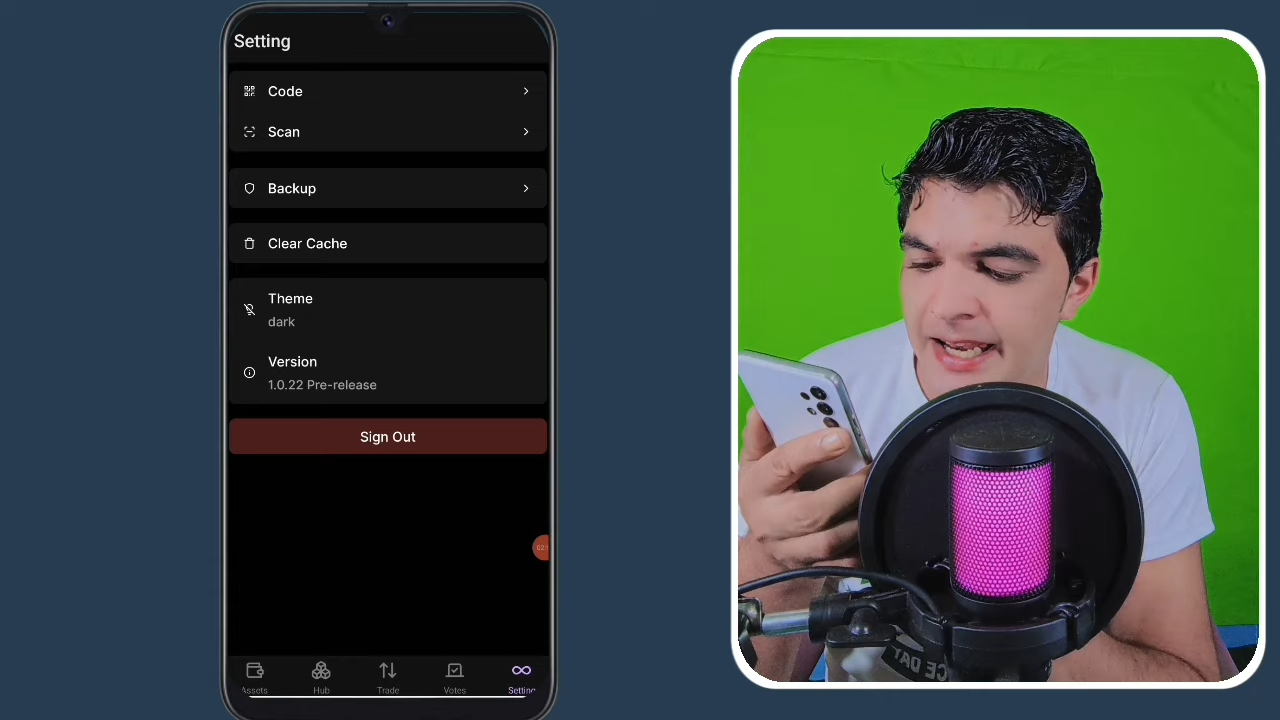 Setting
Code
Scan
Backup
Clear Cache
Theme
dark
Version
1.0.22 Pre-release
Sign Out
Assets
Hub
Trade
Votes
Setting